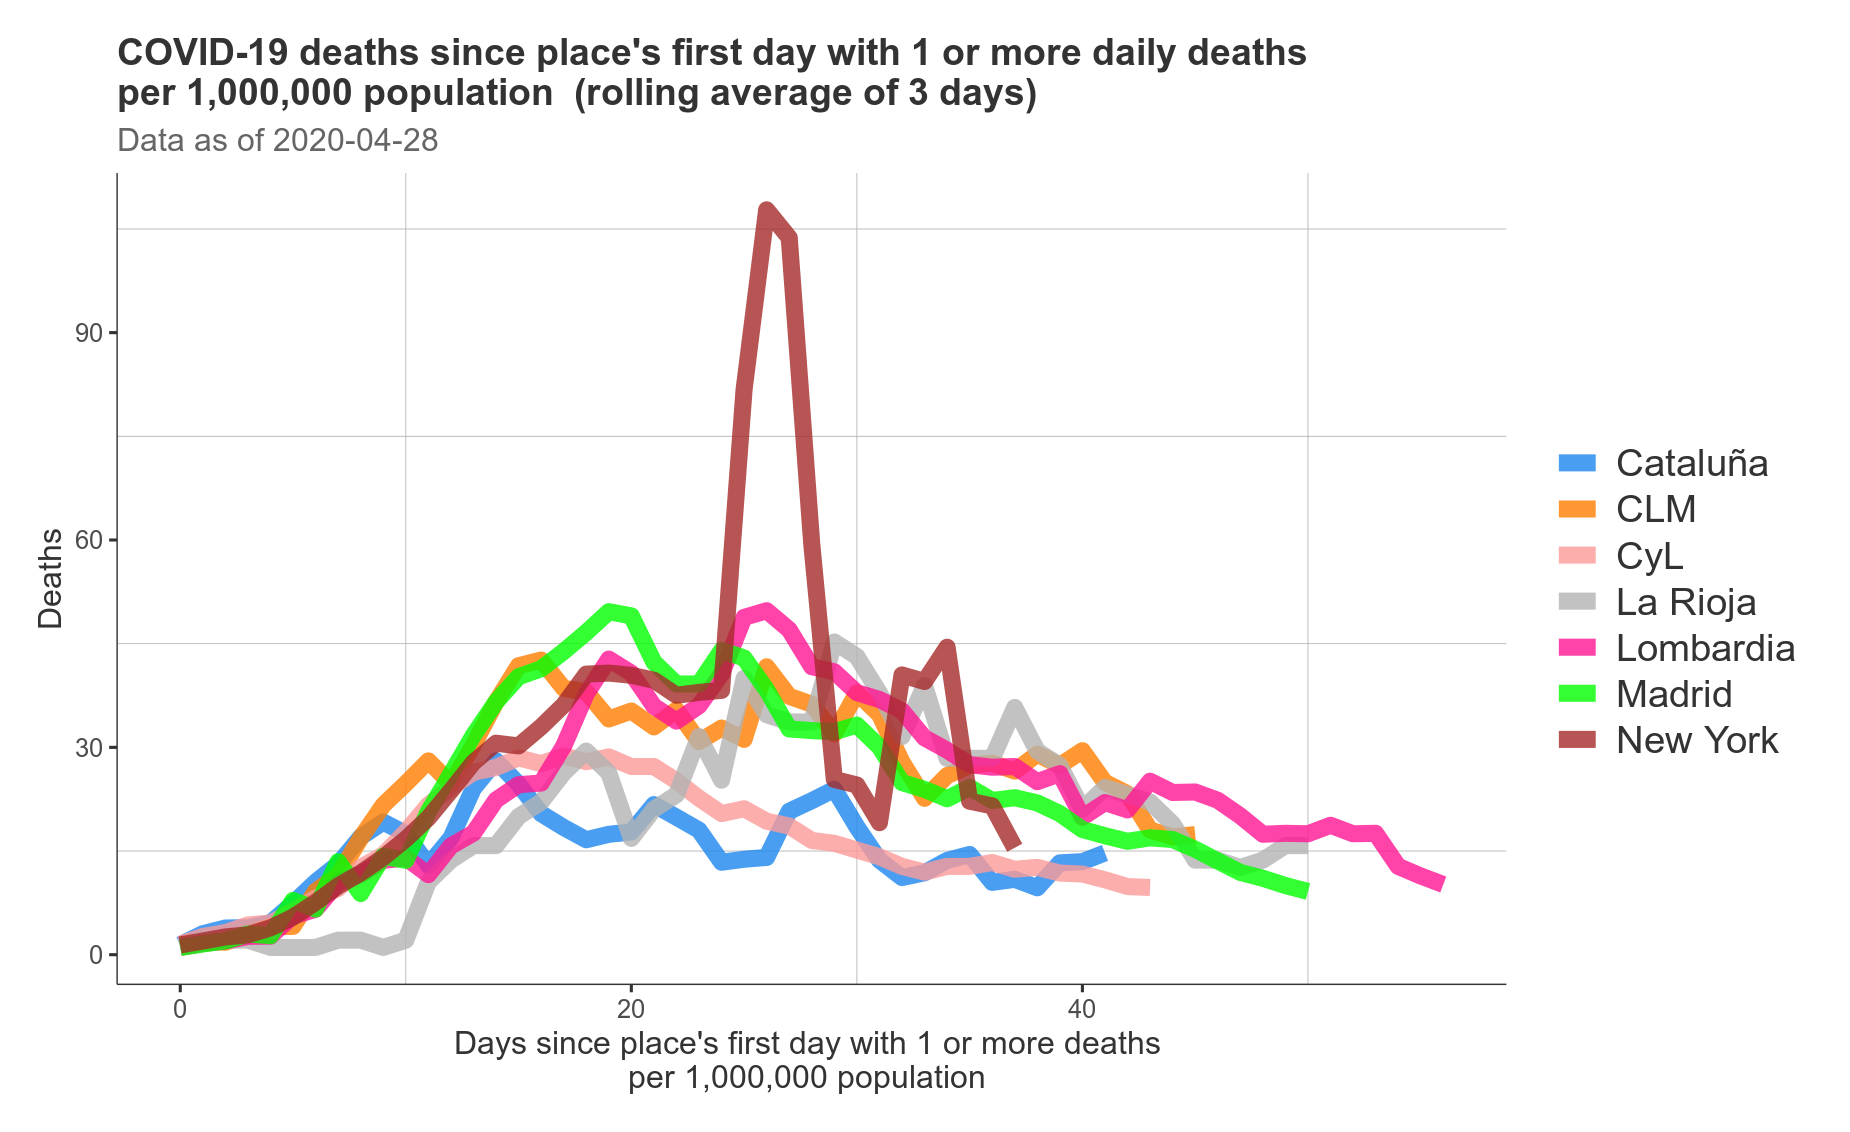 COVID-19 deaths since place's first day with 1 or more daily deaths
per 1,000,000 population  (rolling average of 3 days)
Data as of 2020-04-28
Deaths
90
60
30
0
0
20
40
Days since place's first day with 1 or more deaths
per 1,000,000 population
Cataluña
CLM
CyL
La Rioja
Lombardia
Madrid
New York